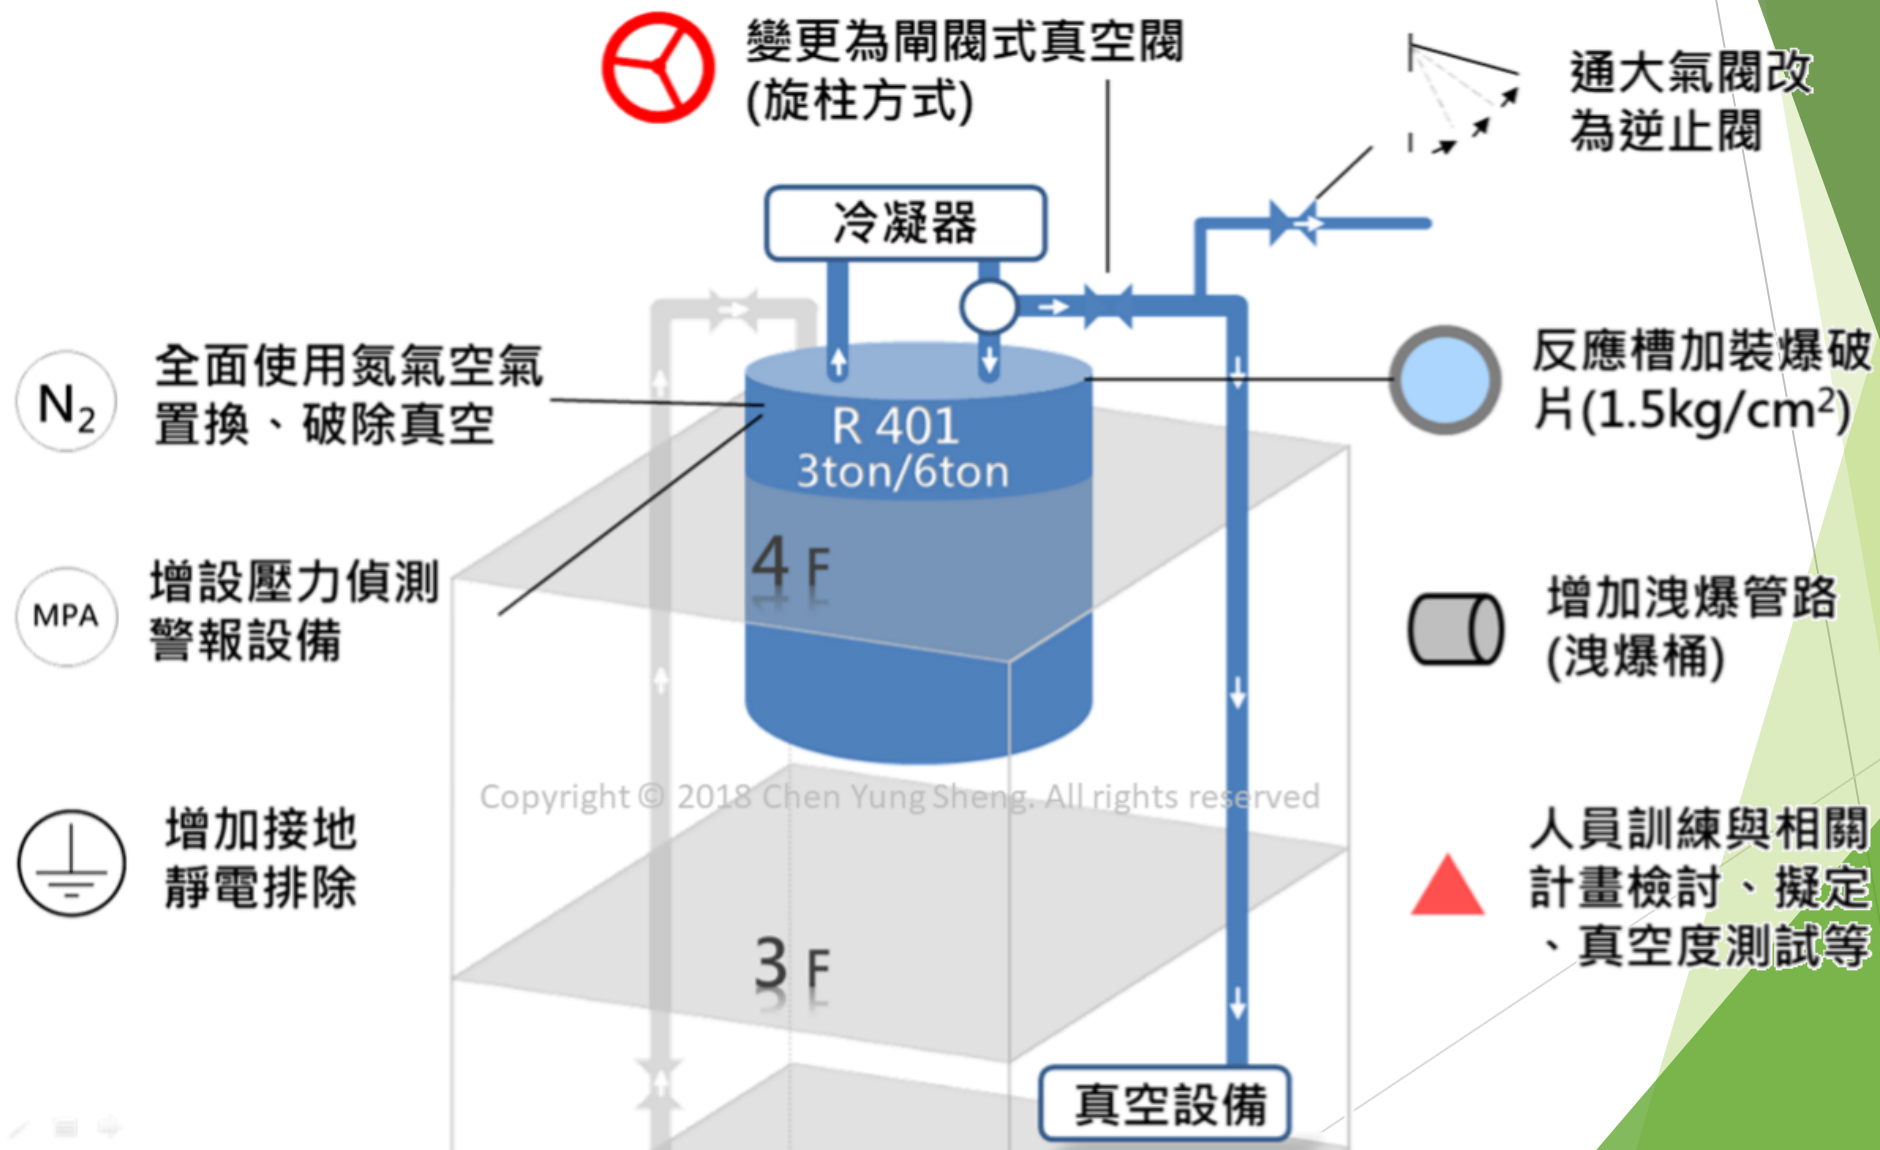 變更為閘閥式真空閥
(旋柱方式)
通大氣閥改
為逆止閥
冷凝器
N2
全面使用氮氣空氣
置換、破除真空
反應槽加裝爆破
片(1.5kg/cm²)
R 401
3ton/6ton
4 F
MPA
增設壓力偵測
警報設備
增加洩爆管路
(洩爆桶)
Copyright © 2018 Chen Yung Sheng. All rights reserved
增加接地
靜電排除
人員訓練與相關
計畫檢討、擬定
、真空度測試等
3 F
真空設備